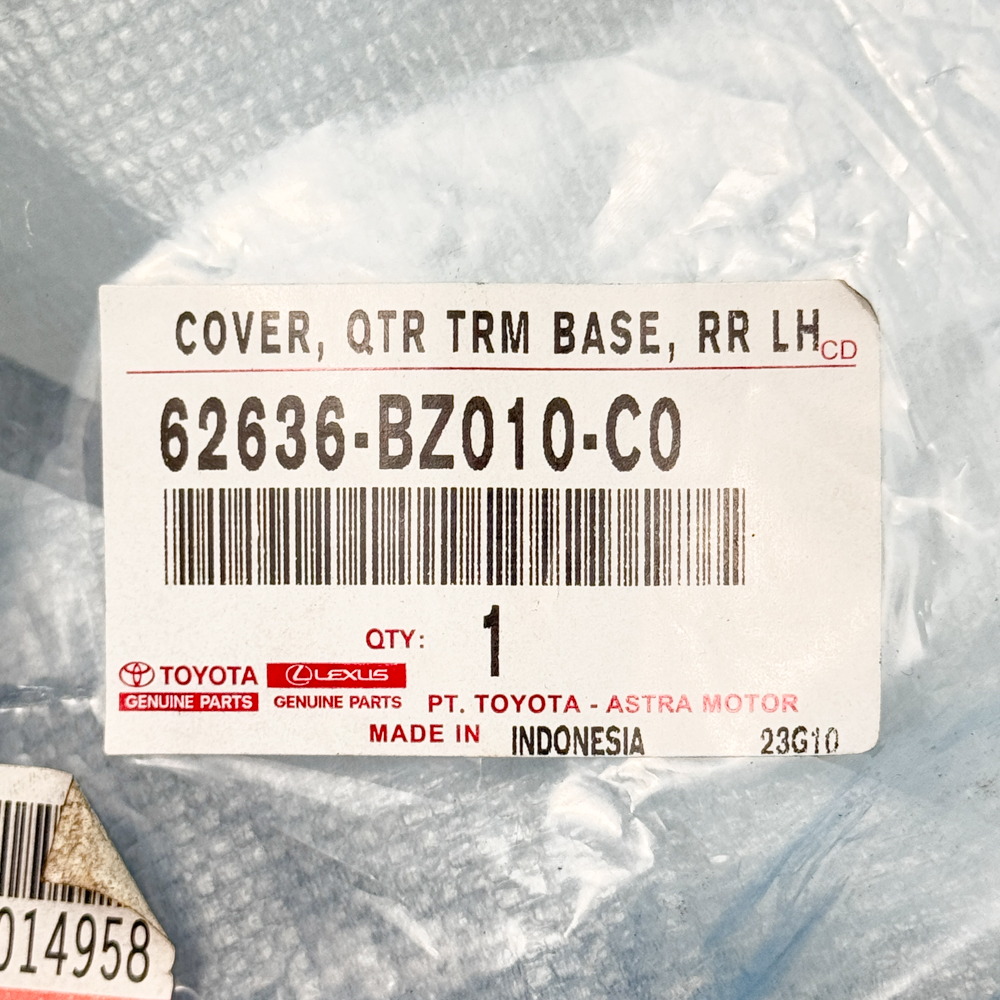 COVER, QTR TRM BASE, RR LH
CD
62636-BZ010-C0
QTY: 1
TOYOTA LEXUS
GENUINE PARTS GENUINE PARTS PT. TOYOTA - ASTRA MOTOR
MADE IN INDONESIA 23G10
014958